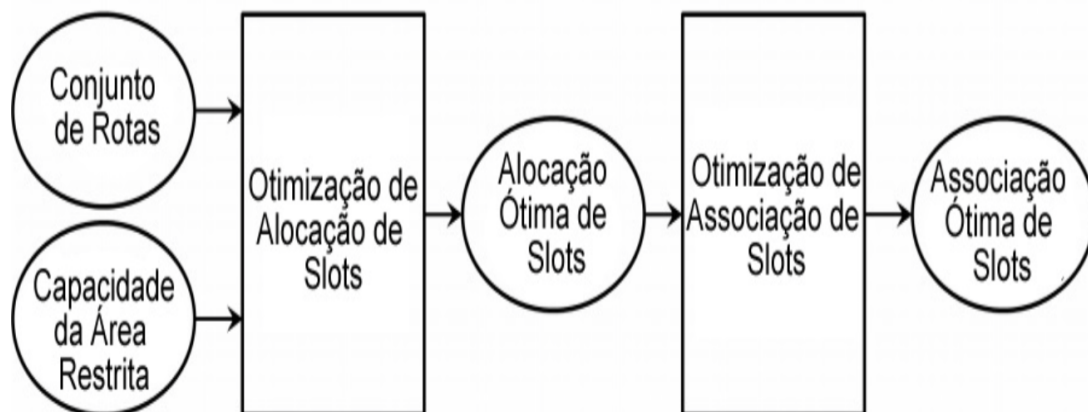 Conjunto
de Rotas
Capacidade
da Área
Restrita
Otimização de
Alocação de
Slots
Alocação
Ótima de
Slots
Otimização de
Associação de
Slots
Associação
Ótima de
Slots